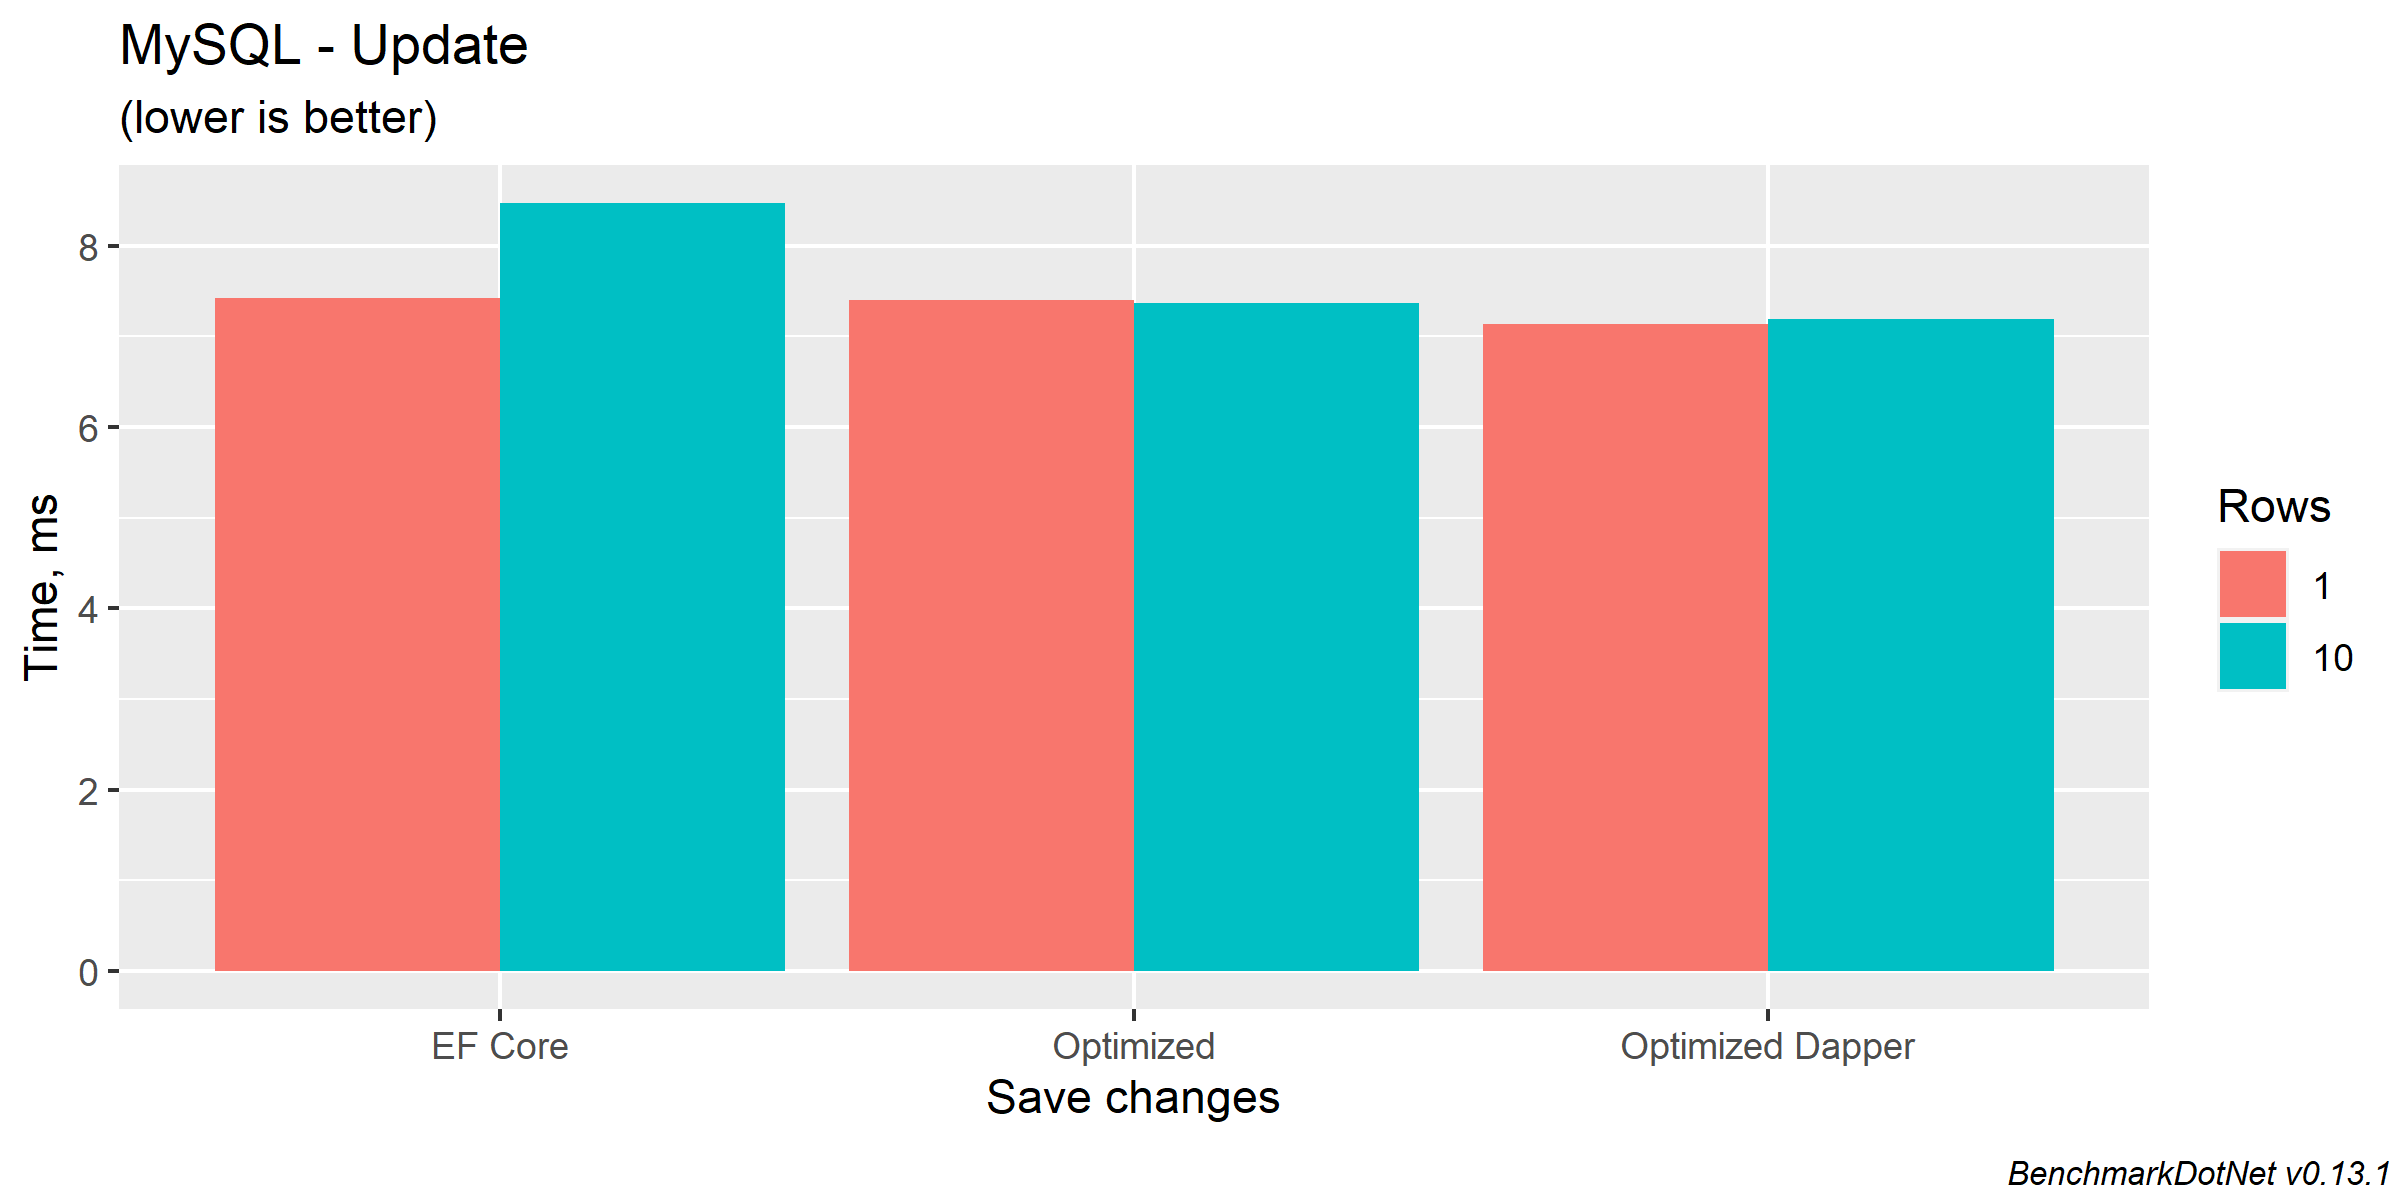 MySQL - Update
(lower is better)
Time, ms
8
6
4
2
0
EF Core
Optimized
Optimized Dapper
Save changes
Rows
1
10
BenchmarkDotNet v0.13.1